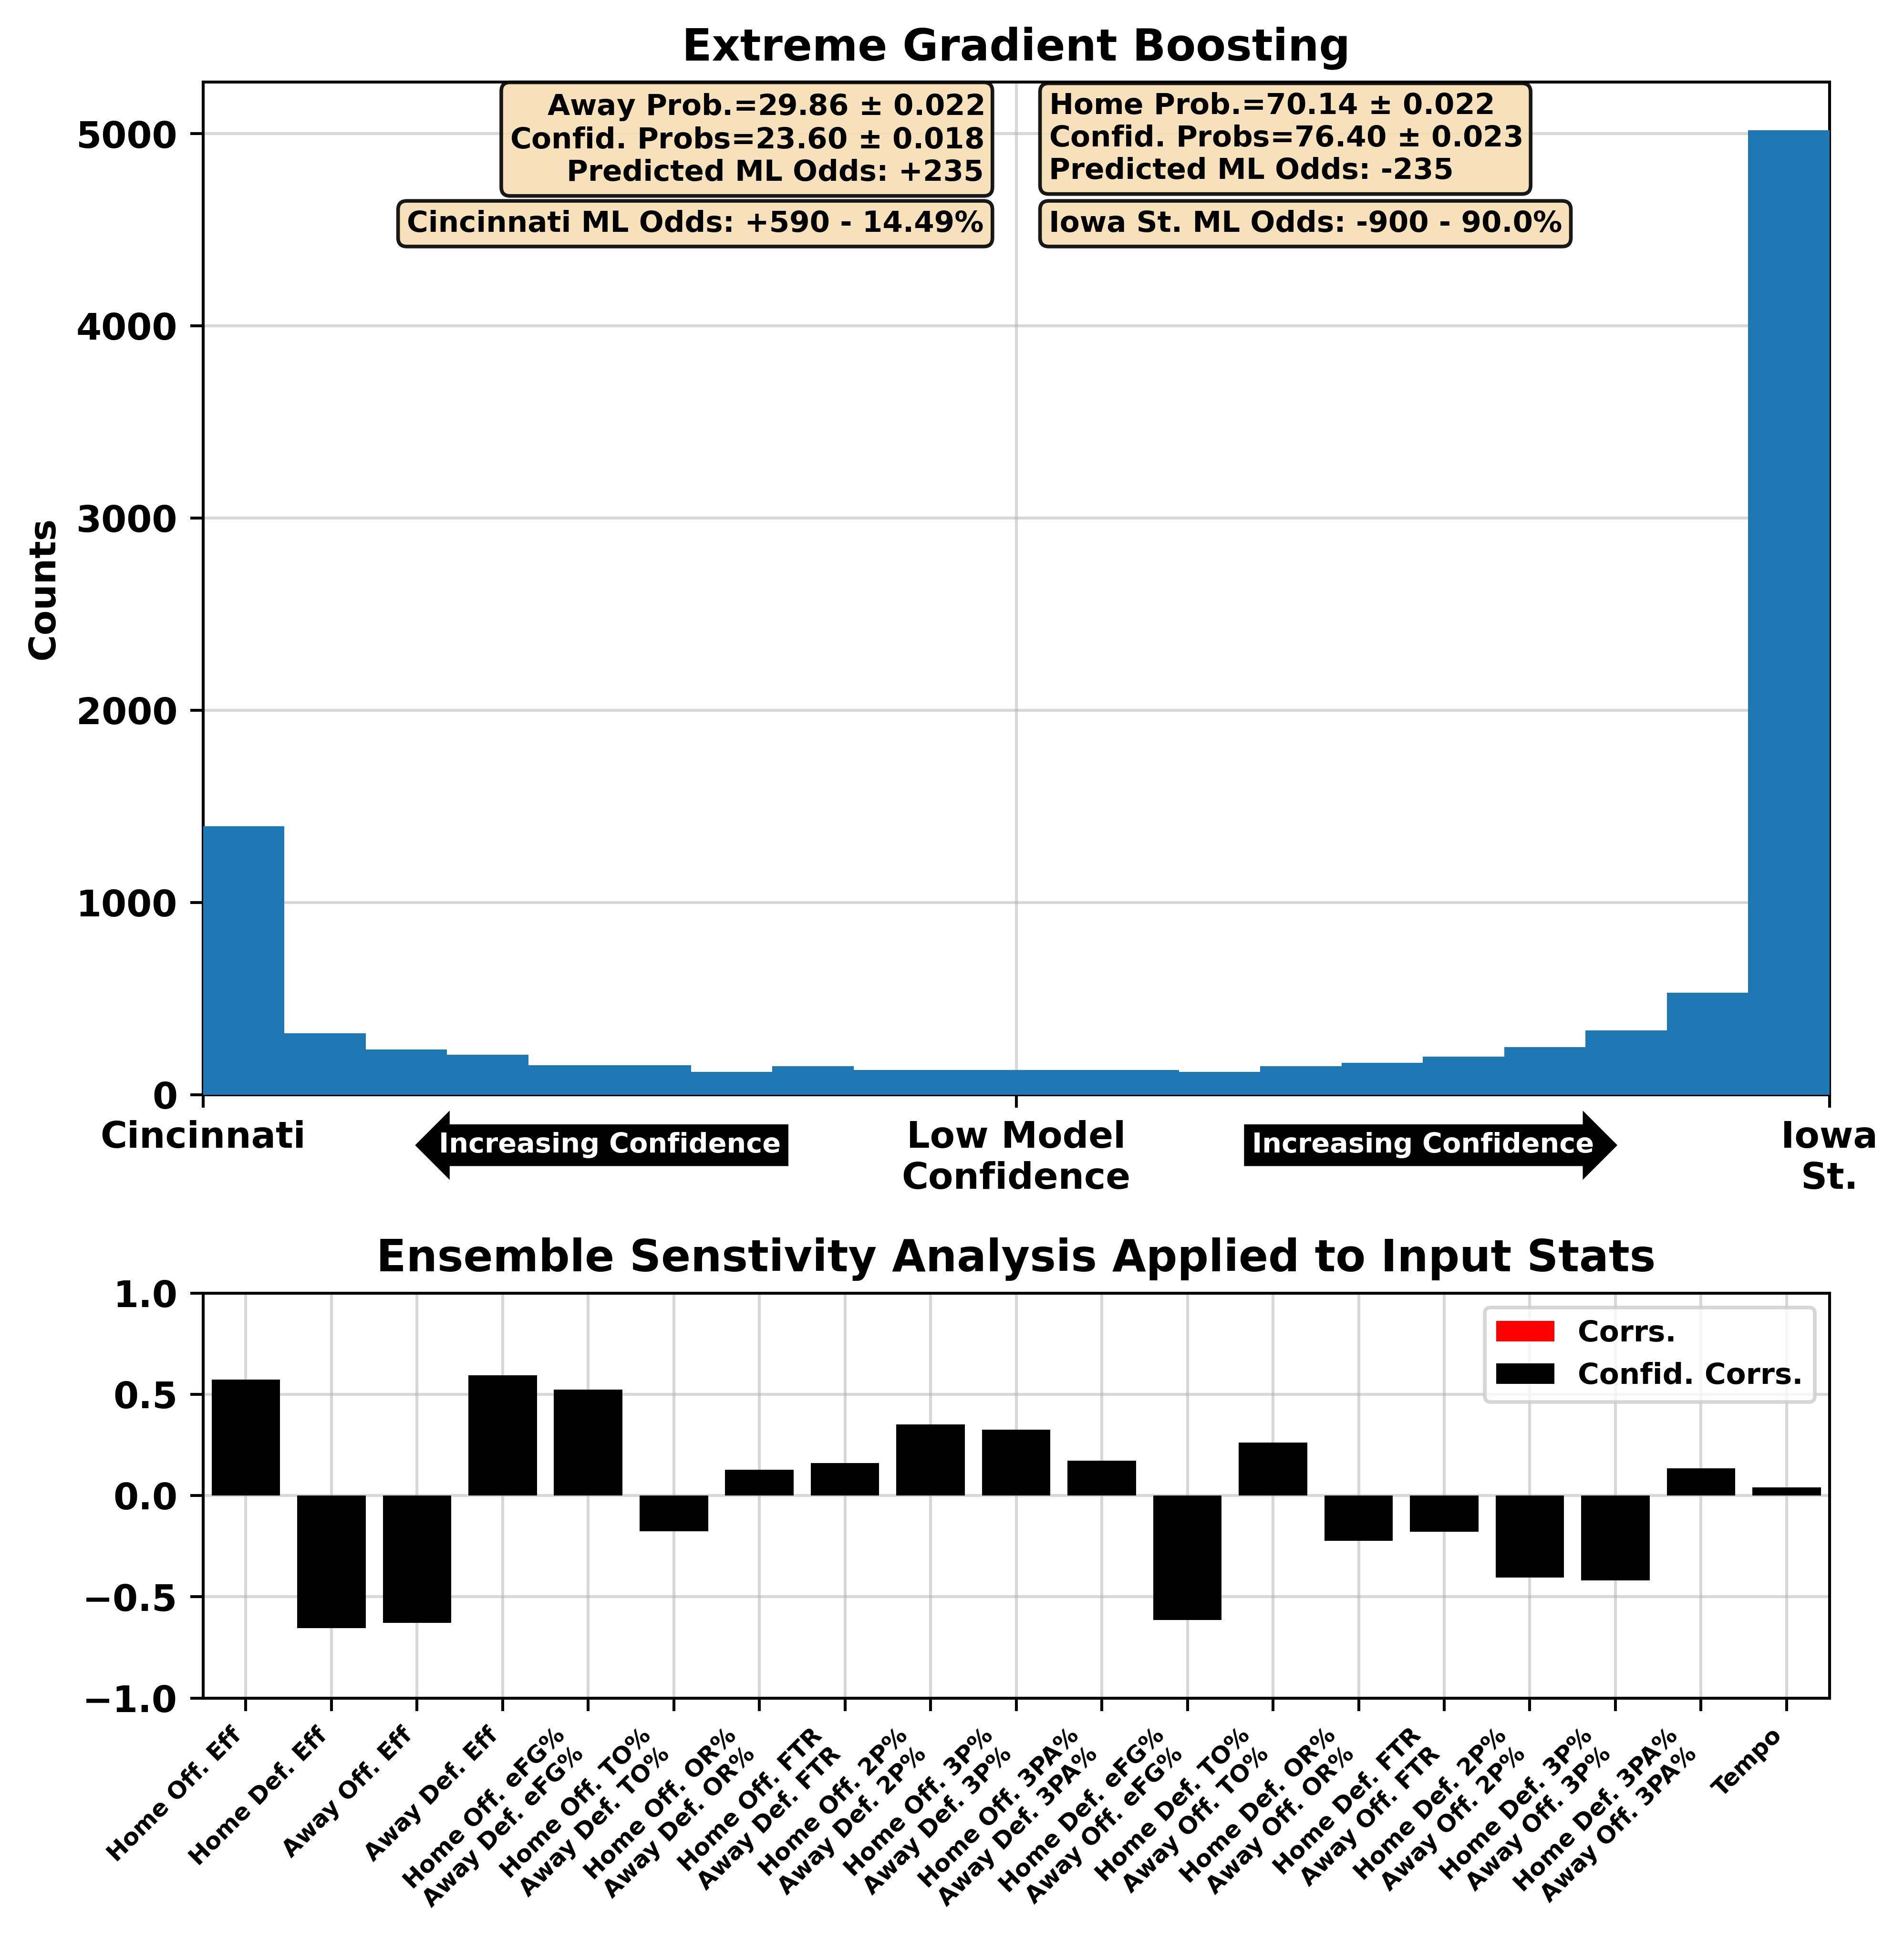 Extreme Gradient Boosting
Away Prob.=29.86 ± 0.022
Confid. Probs=23.60 ± 0.018
Predicted ML Odds: +235
Home Prob.=70.14 ± 0.022
Confid. Probs=76.40 ± 0.023
Predicted ML Odds: -235
Cincinnati ML Odds: +590 - 14.49%
Iowa St. ML Odds: -900 - 90.0%
Counts
5000
4000
3000
2000
1000
0
Cincinnati
Increasing Confidence
Low Model
Confidence
Increasing Confidence
Iowa
St.
Ensemble Senstivity Analysis Applied to Input Stats
1.0
0.5
0.0
−0.5
−1.0
Corrs.
Confid. Corrs.
Home Off. Eff
Home Def. Eff
Away Off. Eff
Away Def. Eff
Home Off. eFG%
Away Def. eFG%
Home Off. TO%
Away Def. TO%
Home Off. OR%
Away Def. OR%
Home Off. FTR
Away Def. FTR
Home Off. 2P%
Away Def. 2P%
Home Off. 3P%
Away Def. 3P%
Home Off. 3PA%
Away Def. 3PA%
Home Def. eFG%
Away Off. eFG%
Home Def. TO%
Away Off. TO%
Home Def. OR%
Away Off. OR%
Home Def. FTR
Away Off. FTR
Home Def. 2P%
Away Off. 2P%
Home Def. 3P%
Away Off. 3P%
Home Def. 3PA%
Away Off. 3PA%
Tempo